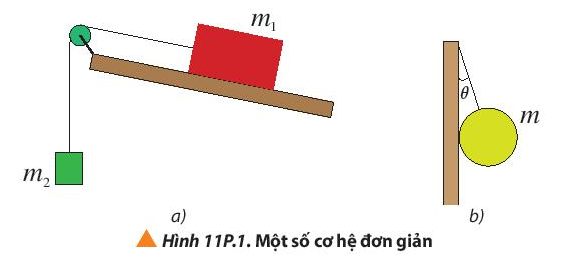 m₁
θ
m
m₂
a)
b)
Hình 11P.1. Một số cơ hệ đơn giản